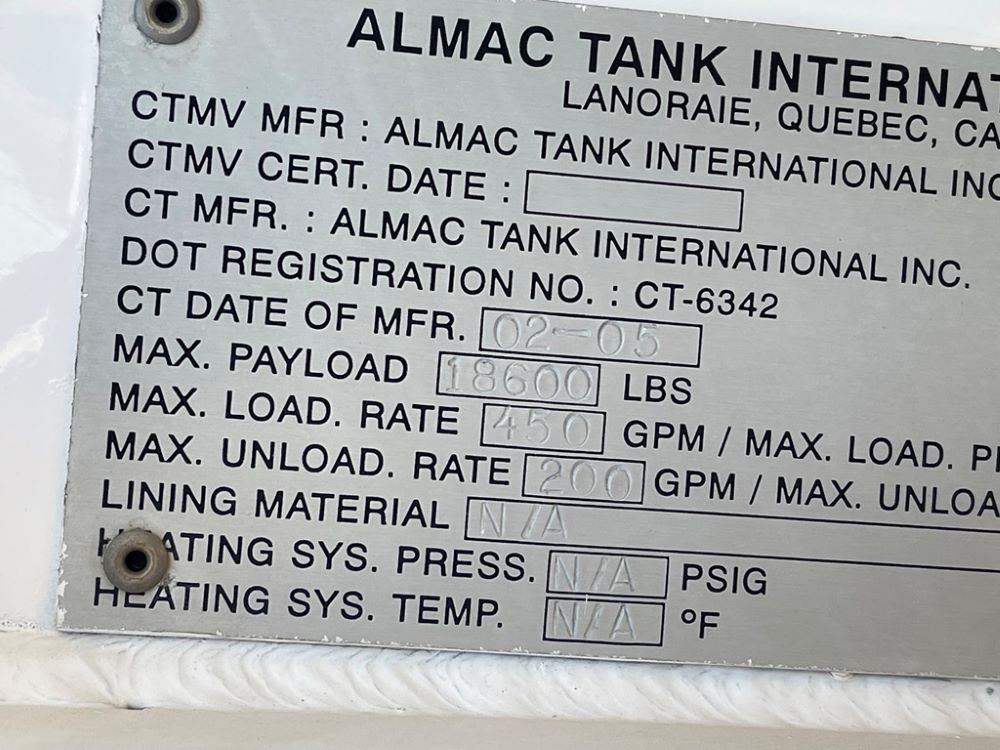 ALMAC TANK INTERNAT
LANORAIE, QUEBEC, CA
CTMV MFR : ALMAC TANK INTERNATIONAL INC
CTMV CERT. DATE :
CT MFR. : ALMAC TANK INTERNATIONAL INC.
DOT REGISTRATION NO. : CT-6342
CT DATE OF MFR. 02-05
MAX. PAYLOAD 18600 LBS
MAX. LOAD. RATE 450 GPM / MAX. LOAD. P
MAX. UNLOAD. RATE 200 GPM / MAX. UNLOA
LINING MATERIAL N/A
HEATING SYS. PRESS. N/A PSIG
HEATING SYS. TEMP. N/A °F